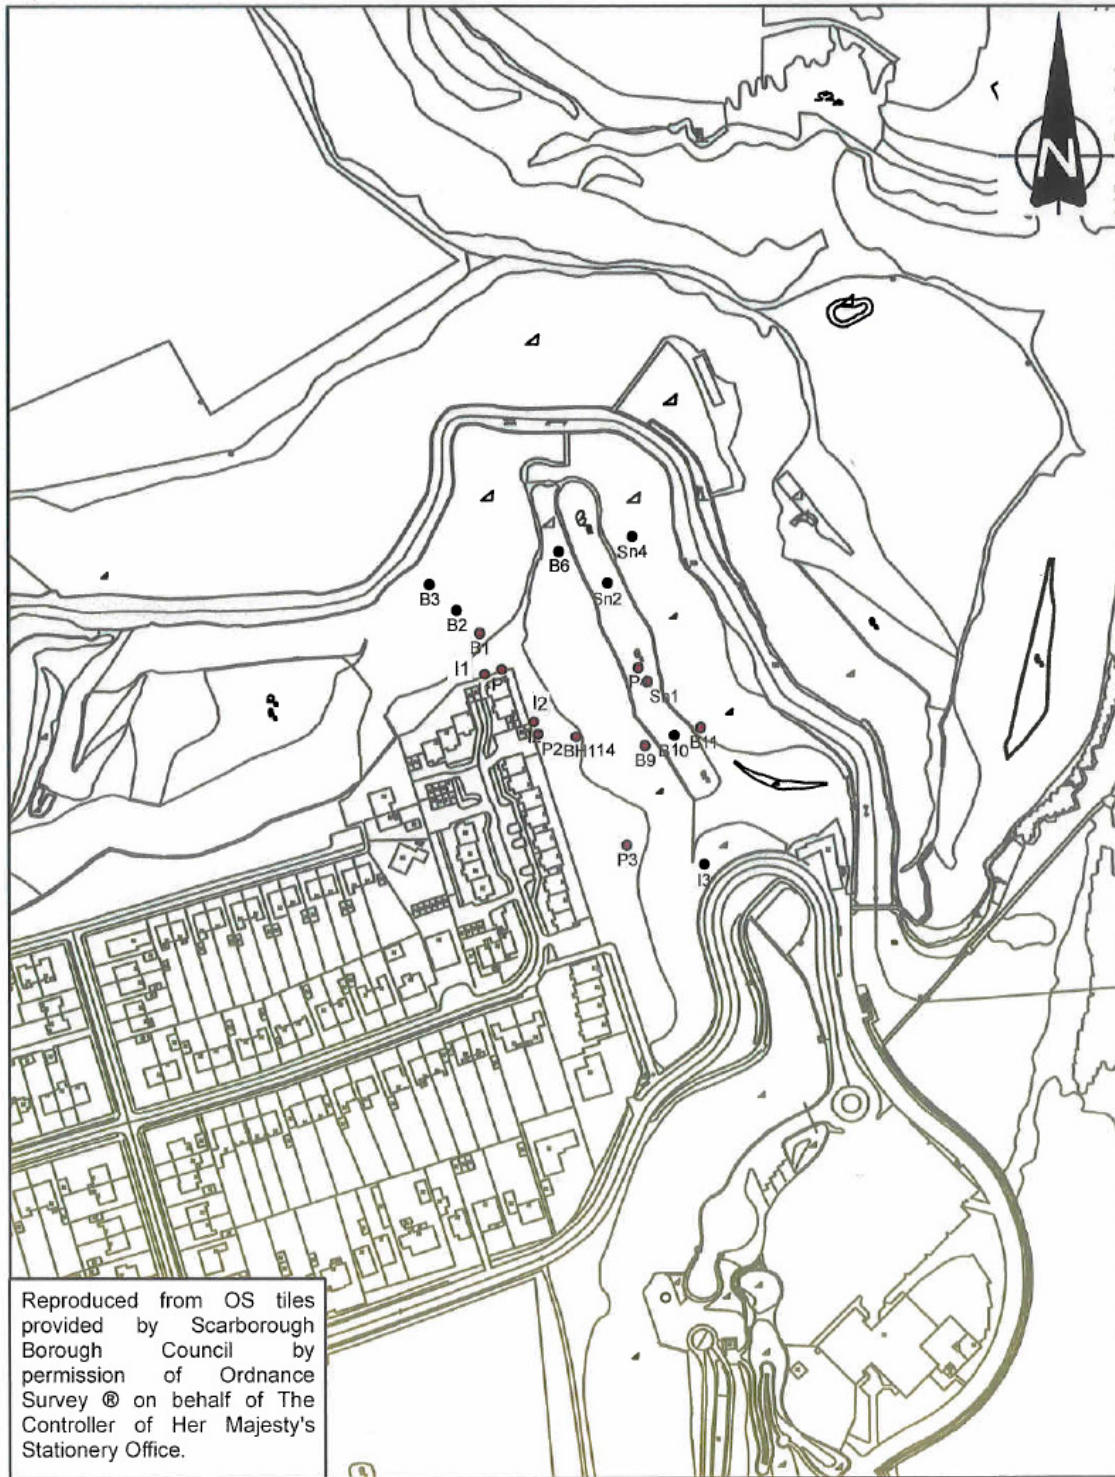 N
Sn4
B6
Sn2
B3
B2
B1
I1
P
P
Sn1
I2
P2
BH114
B9
B10
B11
P3
I3
Reproduced from OS tiles
provided by Scarborough
Borough Council by
permission of Ordnance
Survey ® on behalf of The
Controller of Her Majesty's
Stationery Office.